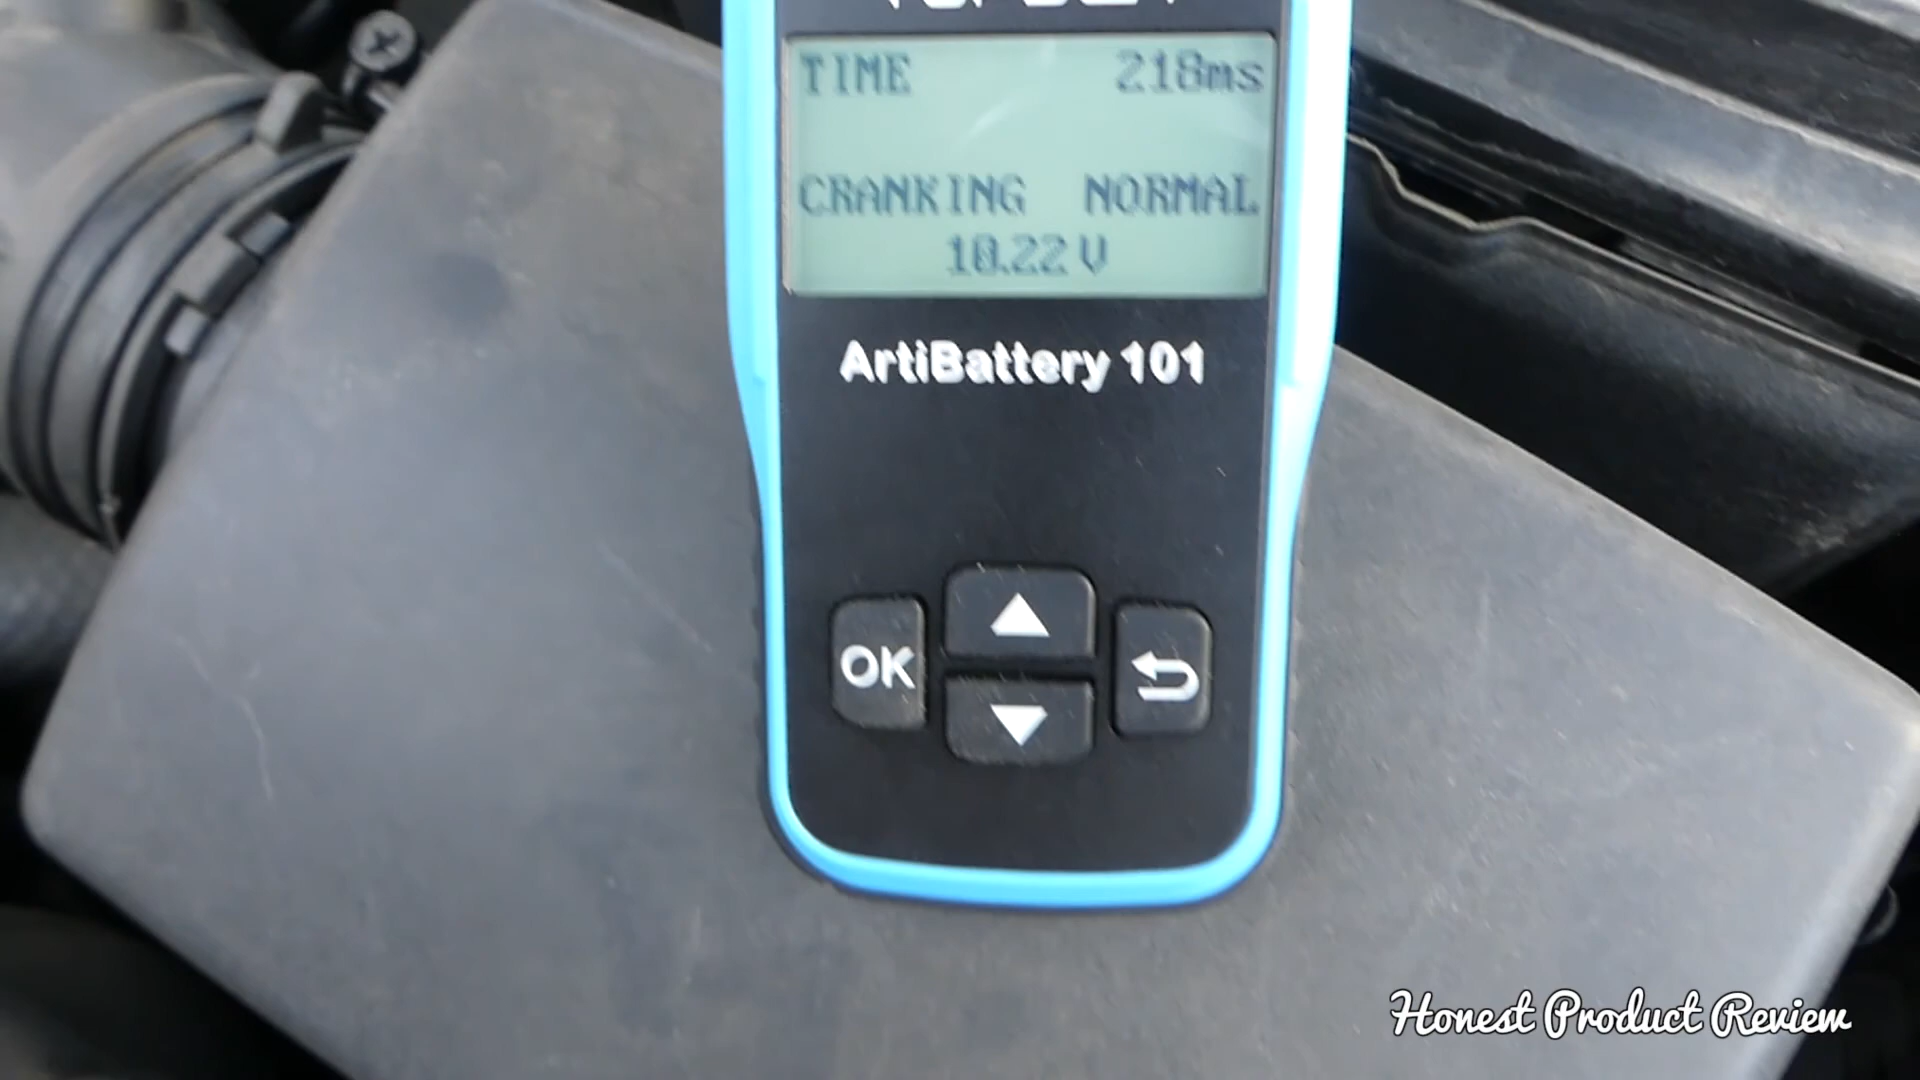 TIME 218ms
CRANKING NORMAL
10.22 V
ArtiBattery 101
OK
Honest Product Review